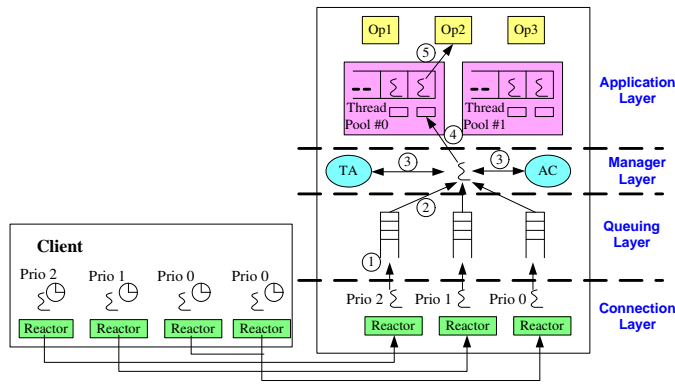 Op1 Op2 Op3
5
Application
Layer
Thread
Pool #0
Thread
Pool #1
4
TA 3 3 AC
Manager
Layer
2
Queuing
Layer
1
Client
Prio 2 Prio 1 Prio 0 Prio 0
Reactor Reactor Reactor Reactor
Prio 2 Prio 1 Prio 0
Reactor Reactor Reactor
Connection
Layer